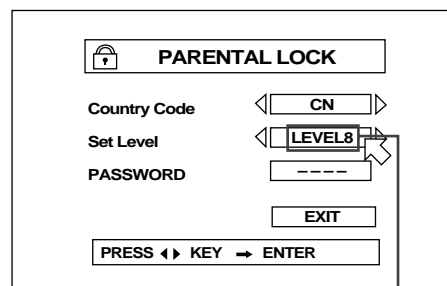 PARENTAL LOCK
Country Code CN
Set Level LEVEL8
PASSWORD ----
EXIT
PRESS ◀▶ KEY → ENTER